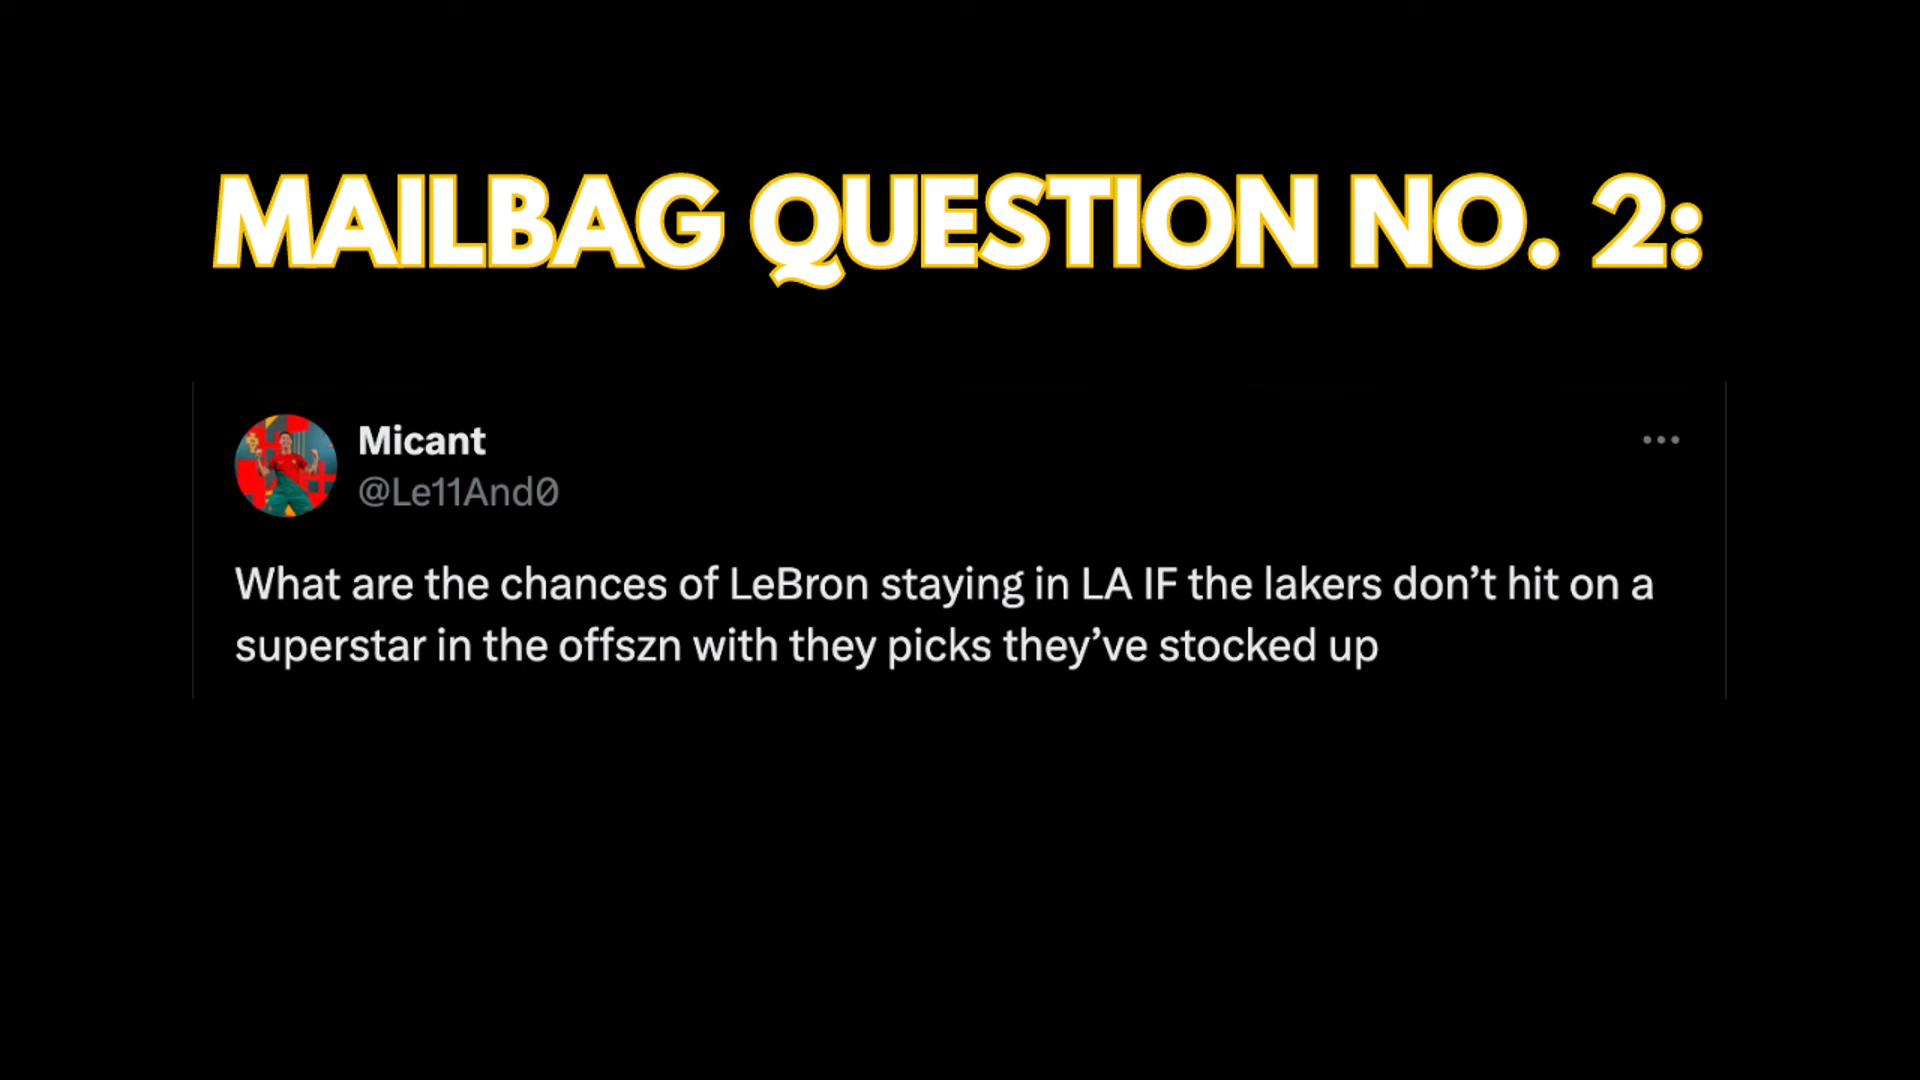 MAILBAG QUESTION NO. 2:
Micant
@Le11And0
What are the chances of LeBron staying in LA IF the lakers don’t hit on a
superstar in the offszn with they picks they’ve stocked up